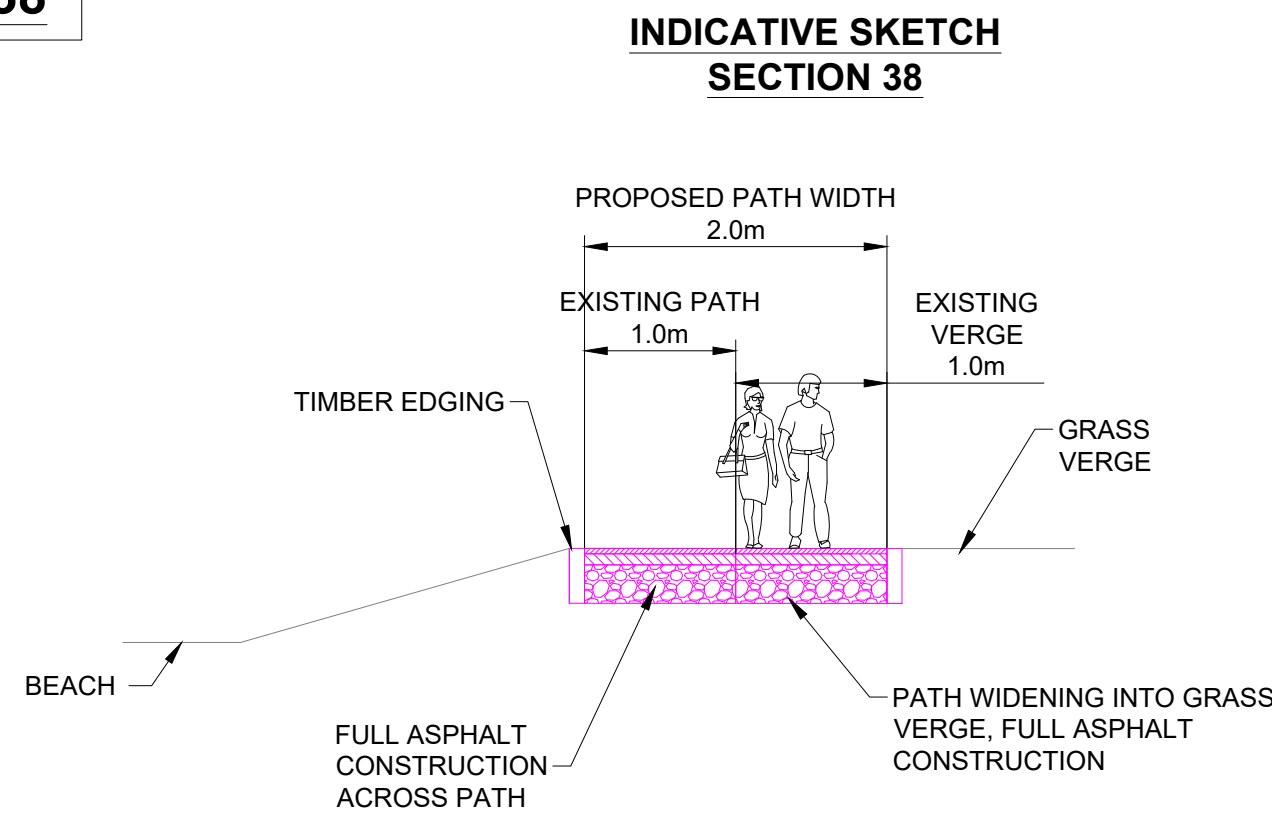 INDICATIVE SKETCH
SECTION 38
PROPOSED PATH WIDTH
2.0m
EXISTING PATH
1.0m
EXISTING
VERGE
1.0m
TIMBER EDGING
GRASS
VERGE
BEACH
FULL ASPHALT
CONSTRUCTION
ACROSS PATH
PATH WIDENING INTO GRASS
VERGE, FULL ASPHALT
CONSTRUCTION